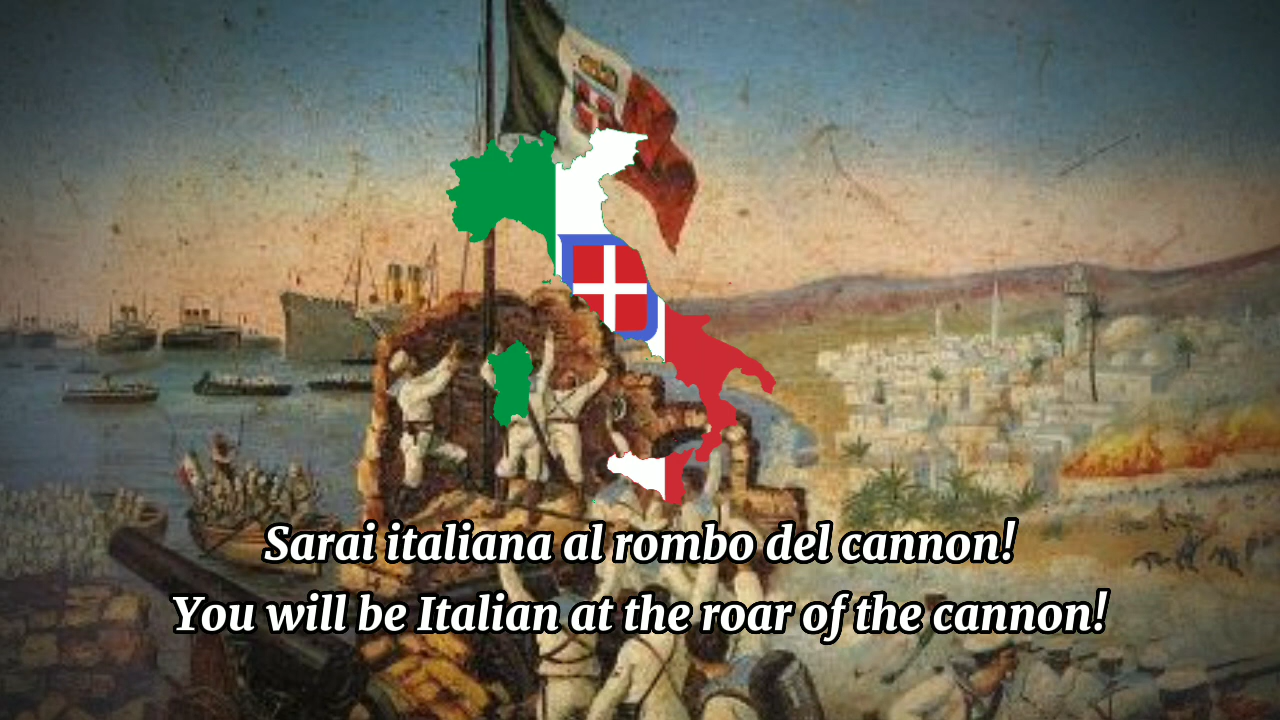 Sarai italiana al rombo del cannon!
You will be Italian at the roar of the cannon!